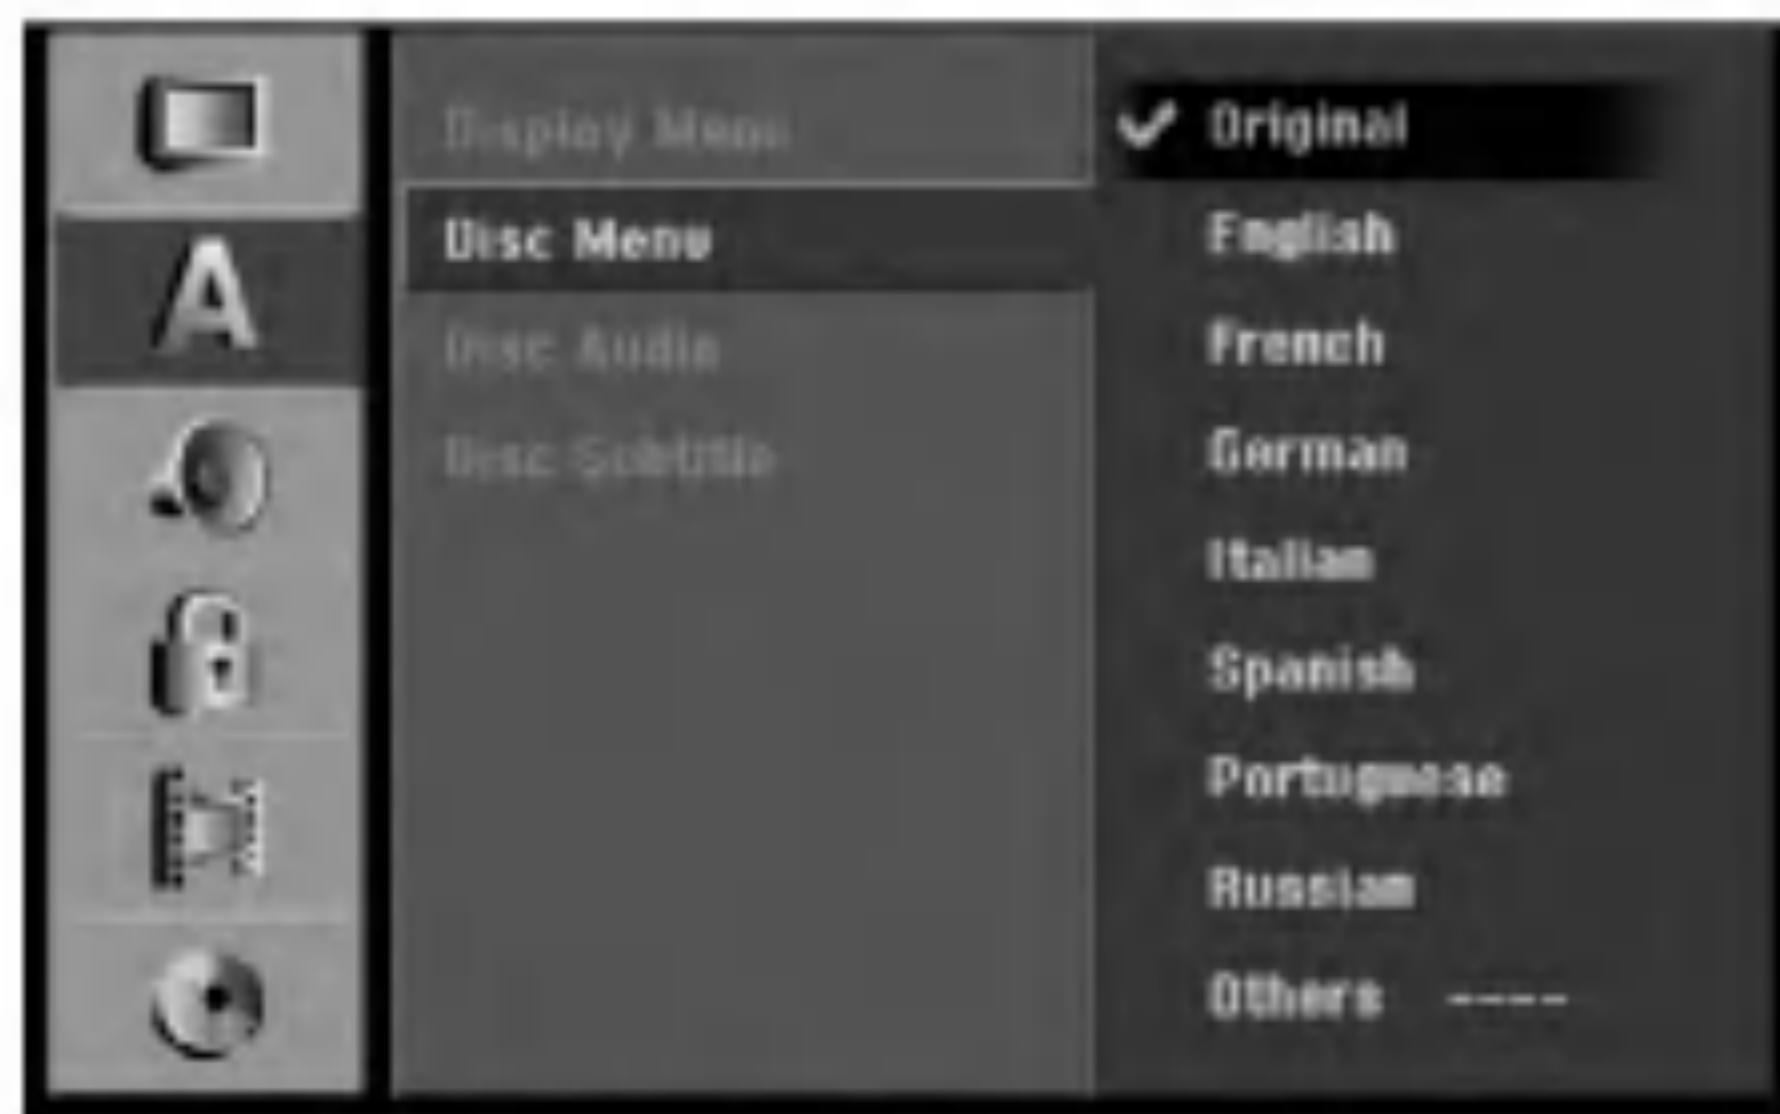 A
Display Menu
Disc Menu
Disc Audio
Disc Subtitle
✓ Original
English
French
German
Italian
Spanish
Portuguese
Russian
Others ----